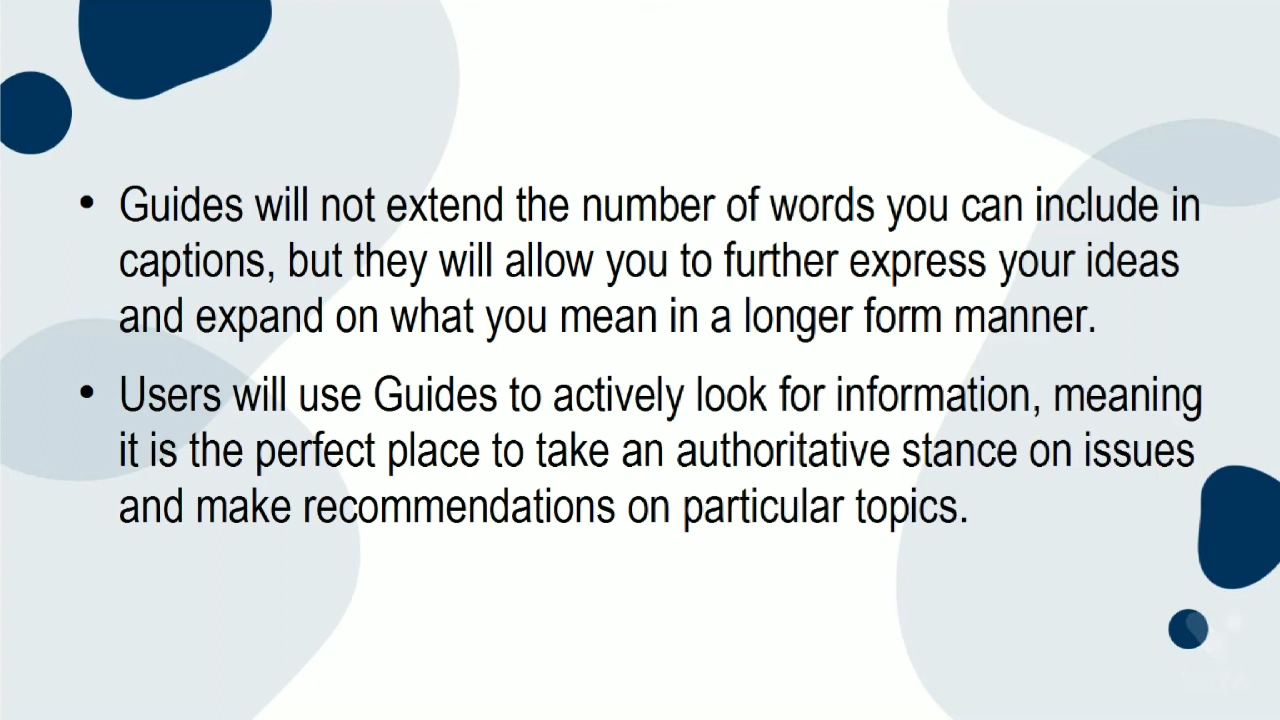 • Guides will not extend the number of words you can include in
captions, but they will allow you to further express your ideas
and expand on what you mean in a longer form manner.
• Users will use Guides to actively look for information, meaning
it is the perfect place to take an authoritative stance on issues
and make recommendations on particular topics.